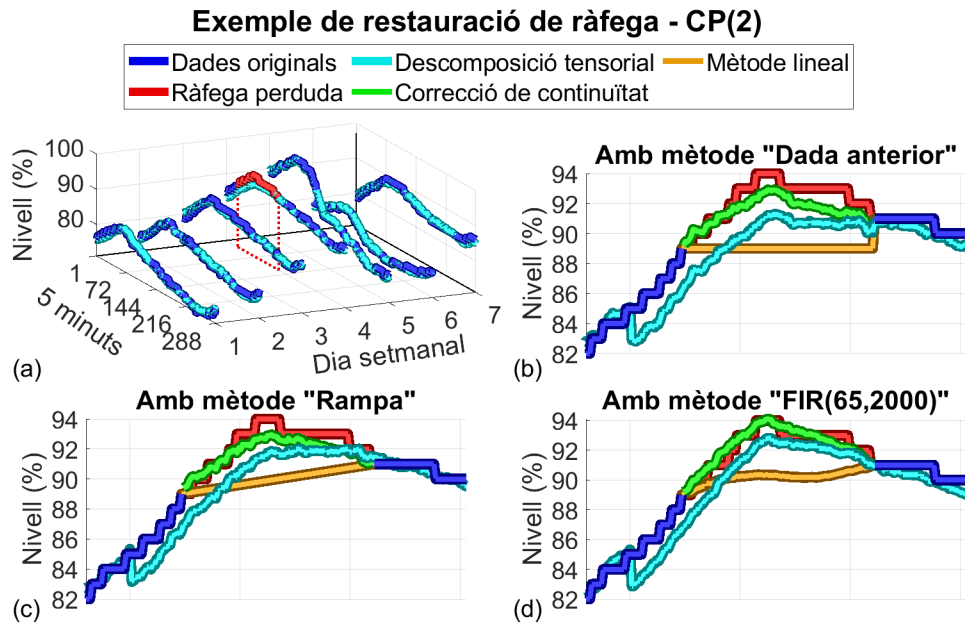 Exemple de restauració de ràfega - CP(2)
Dades originals
Descomposició tensorial
Mètode lineal
Ràfega perduda
Correcció de continuïtat
100
90
80
Nivell (%)
1
72
144
216
288
5 minuts
1
2
3
4
5
6
7
Dia setmanal
(a)
Amb mètode "Dada anterior"
94
92
90
88
86
84
82
Nivell (%)
(b)
Amb mètode "Rampa"
94
92
90
88
86
84
82
Nivell (%)
(c)
Amb mètode "FIR(65,2000)"
94
92
90
88
86
84
82
Nivell (%)
(d)